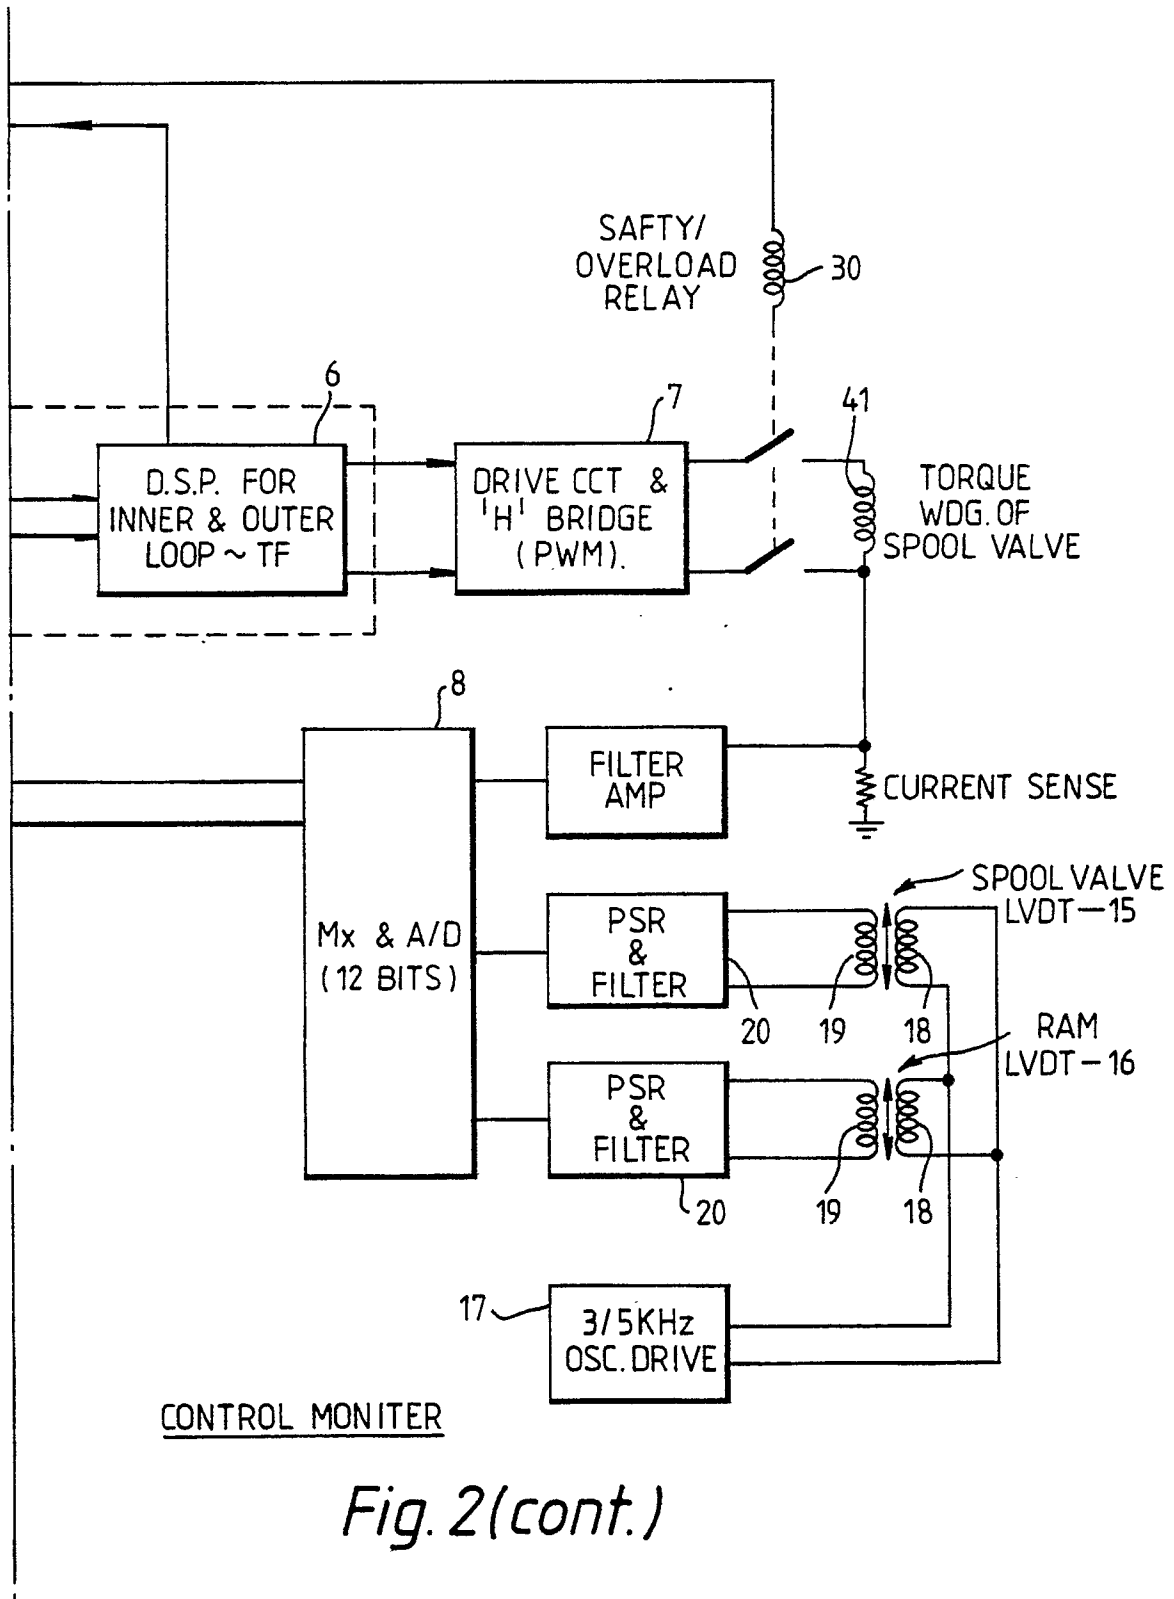 SAFTY/
OVERLOAD
RELAY
30
6
7
41
D.S.P. FOR
INNER & OUTER
LOOP ~ TF
DRIVE CCT &
'H' BRIDGE
(PWM).
TORQUE
WDG. OF
SPOOL VALVE
8
FILTER
AMP
CURRENT SENSE
Mx & A/D
(12 BITS)
PSR
&
FILTER
20
19
18
SPOOL VALVE
LVDT-15
RAM
LVDT-16
PSR
&
FILTER
20
19
18
17
3/5KHz
OSC. DRIVE
CONTROL MONITER
Fig. 2(cont.)